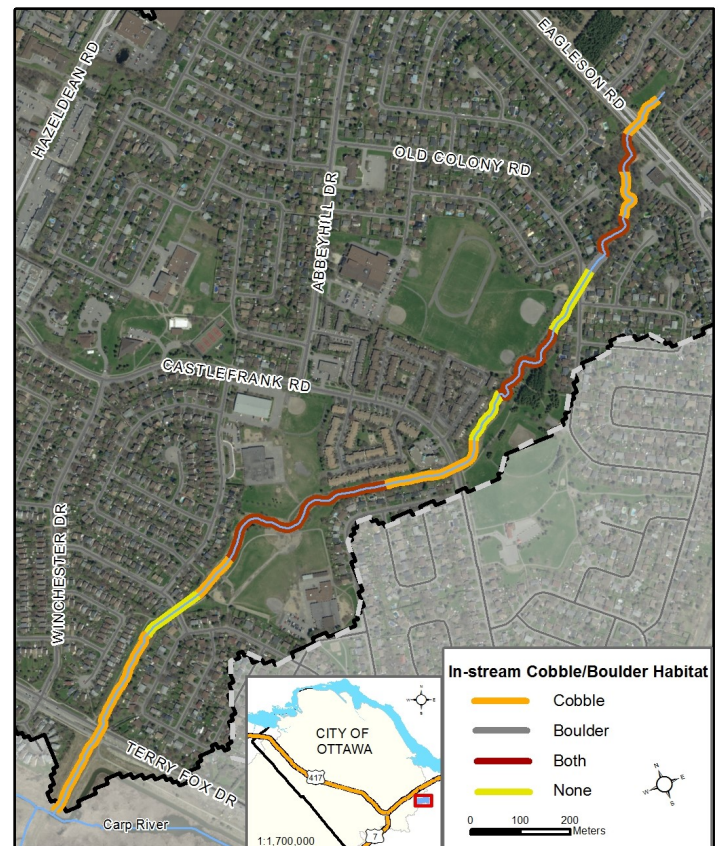 HAZELDEAN RD
EAGLESON RD
OLD COLONY RD
ABBEYHILL DR
CASTLEFRANK RD
WINCHESTER DR
TERRY FOX DR
Carp River
CITY OF
OTTAWA
417
7
1:1,700,000
In-stream Cobble/Boulder Habitat
Cobble
Boulder
Both
None
N
W
E
S
0 100 200
Meters